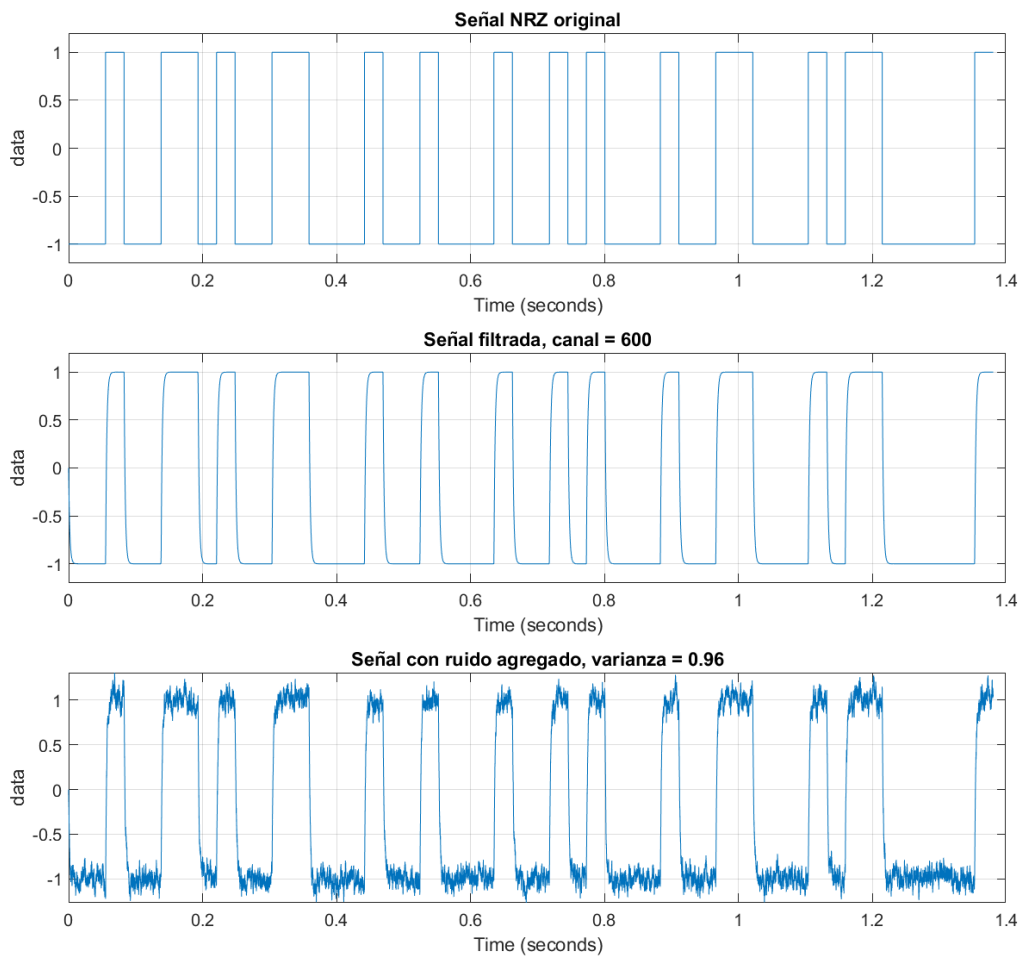 Señal NRZ original
1
0.5
0
-0.5
-1
data
0 0.2 0.4 0.6 0.8 1 1.2 1.4
Time (seconds)
Señal filtrada, canal = 600
1
0.5
0
-0.5
-1
data
0 0.2 0.4 0.6 0.8 1 1.2 1.4
Time (seconds)
Señal con ruido agregado, varianza = 0.96
1
0.5
0
-0.5
-1
data
0 0.2 0.4 0.6 0.8 1 1.2 1.4
Time (seconds)